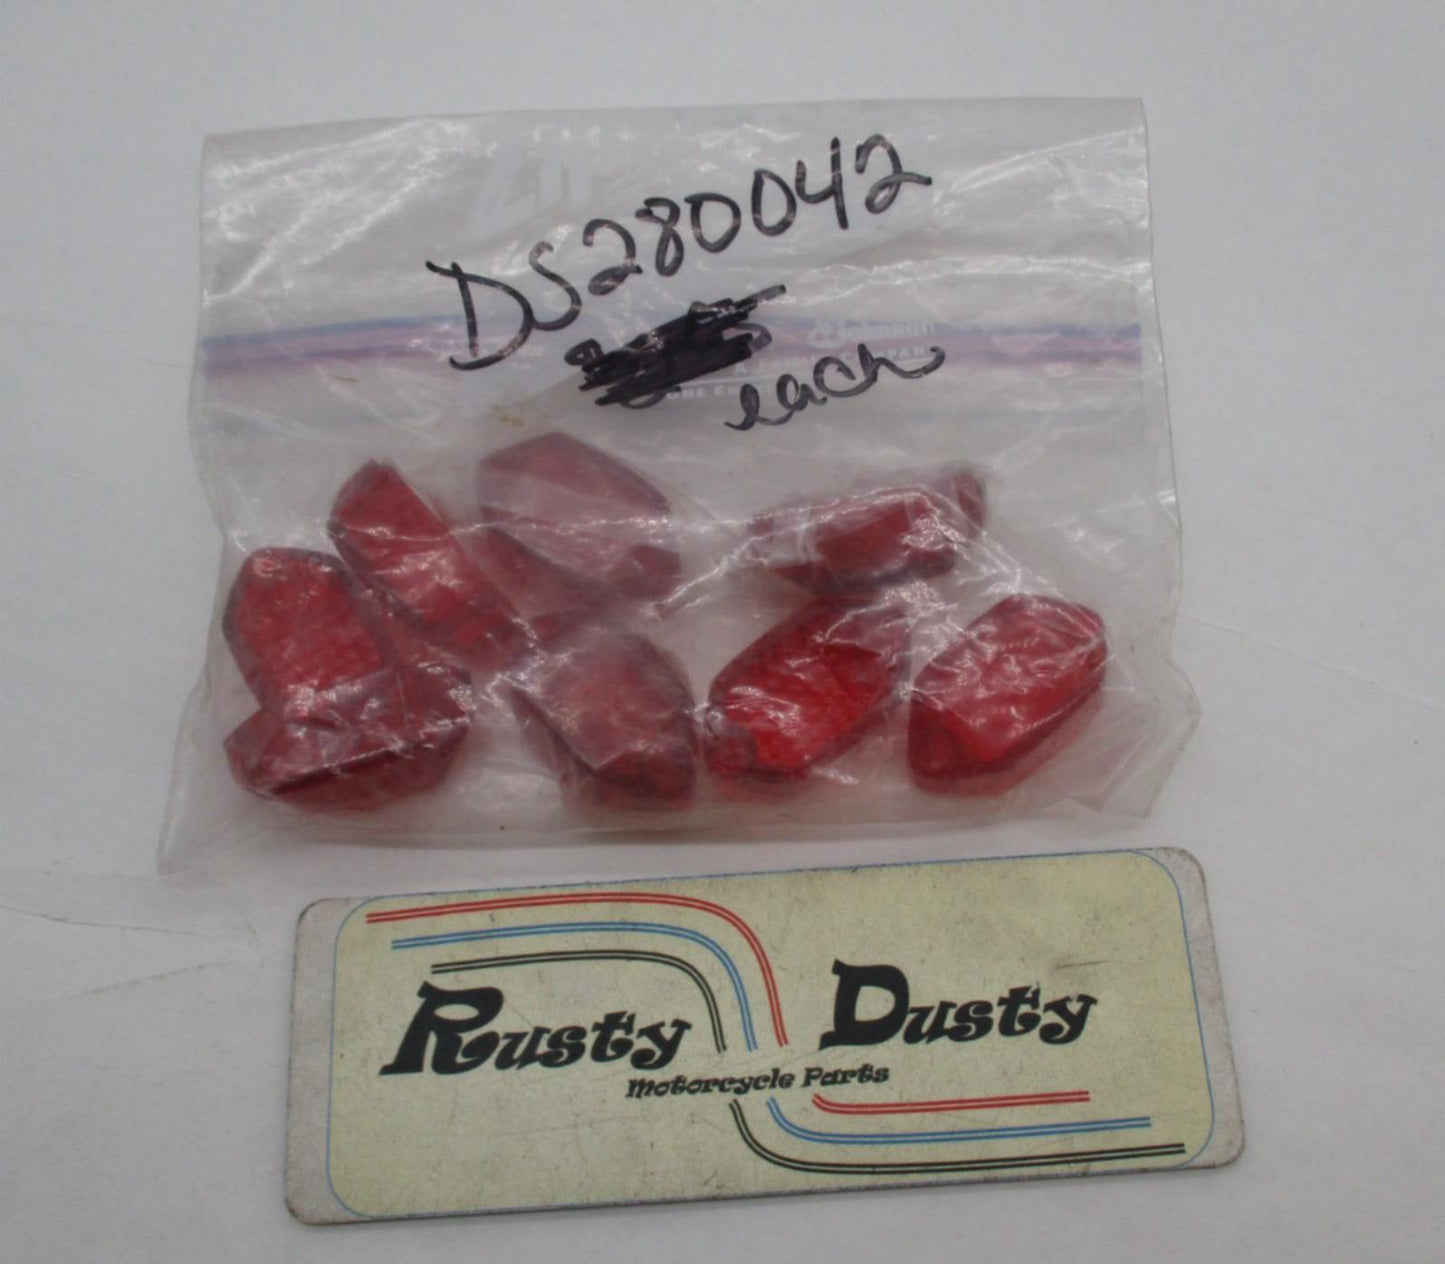 DS280042
each
Rusty Dusty
Motorcycle Parts